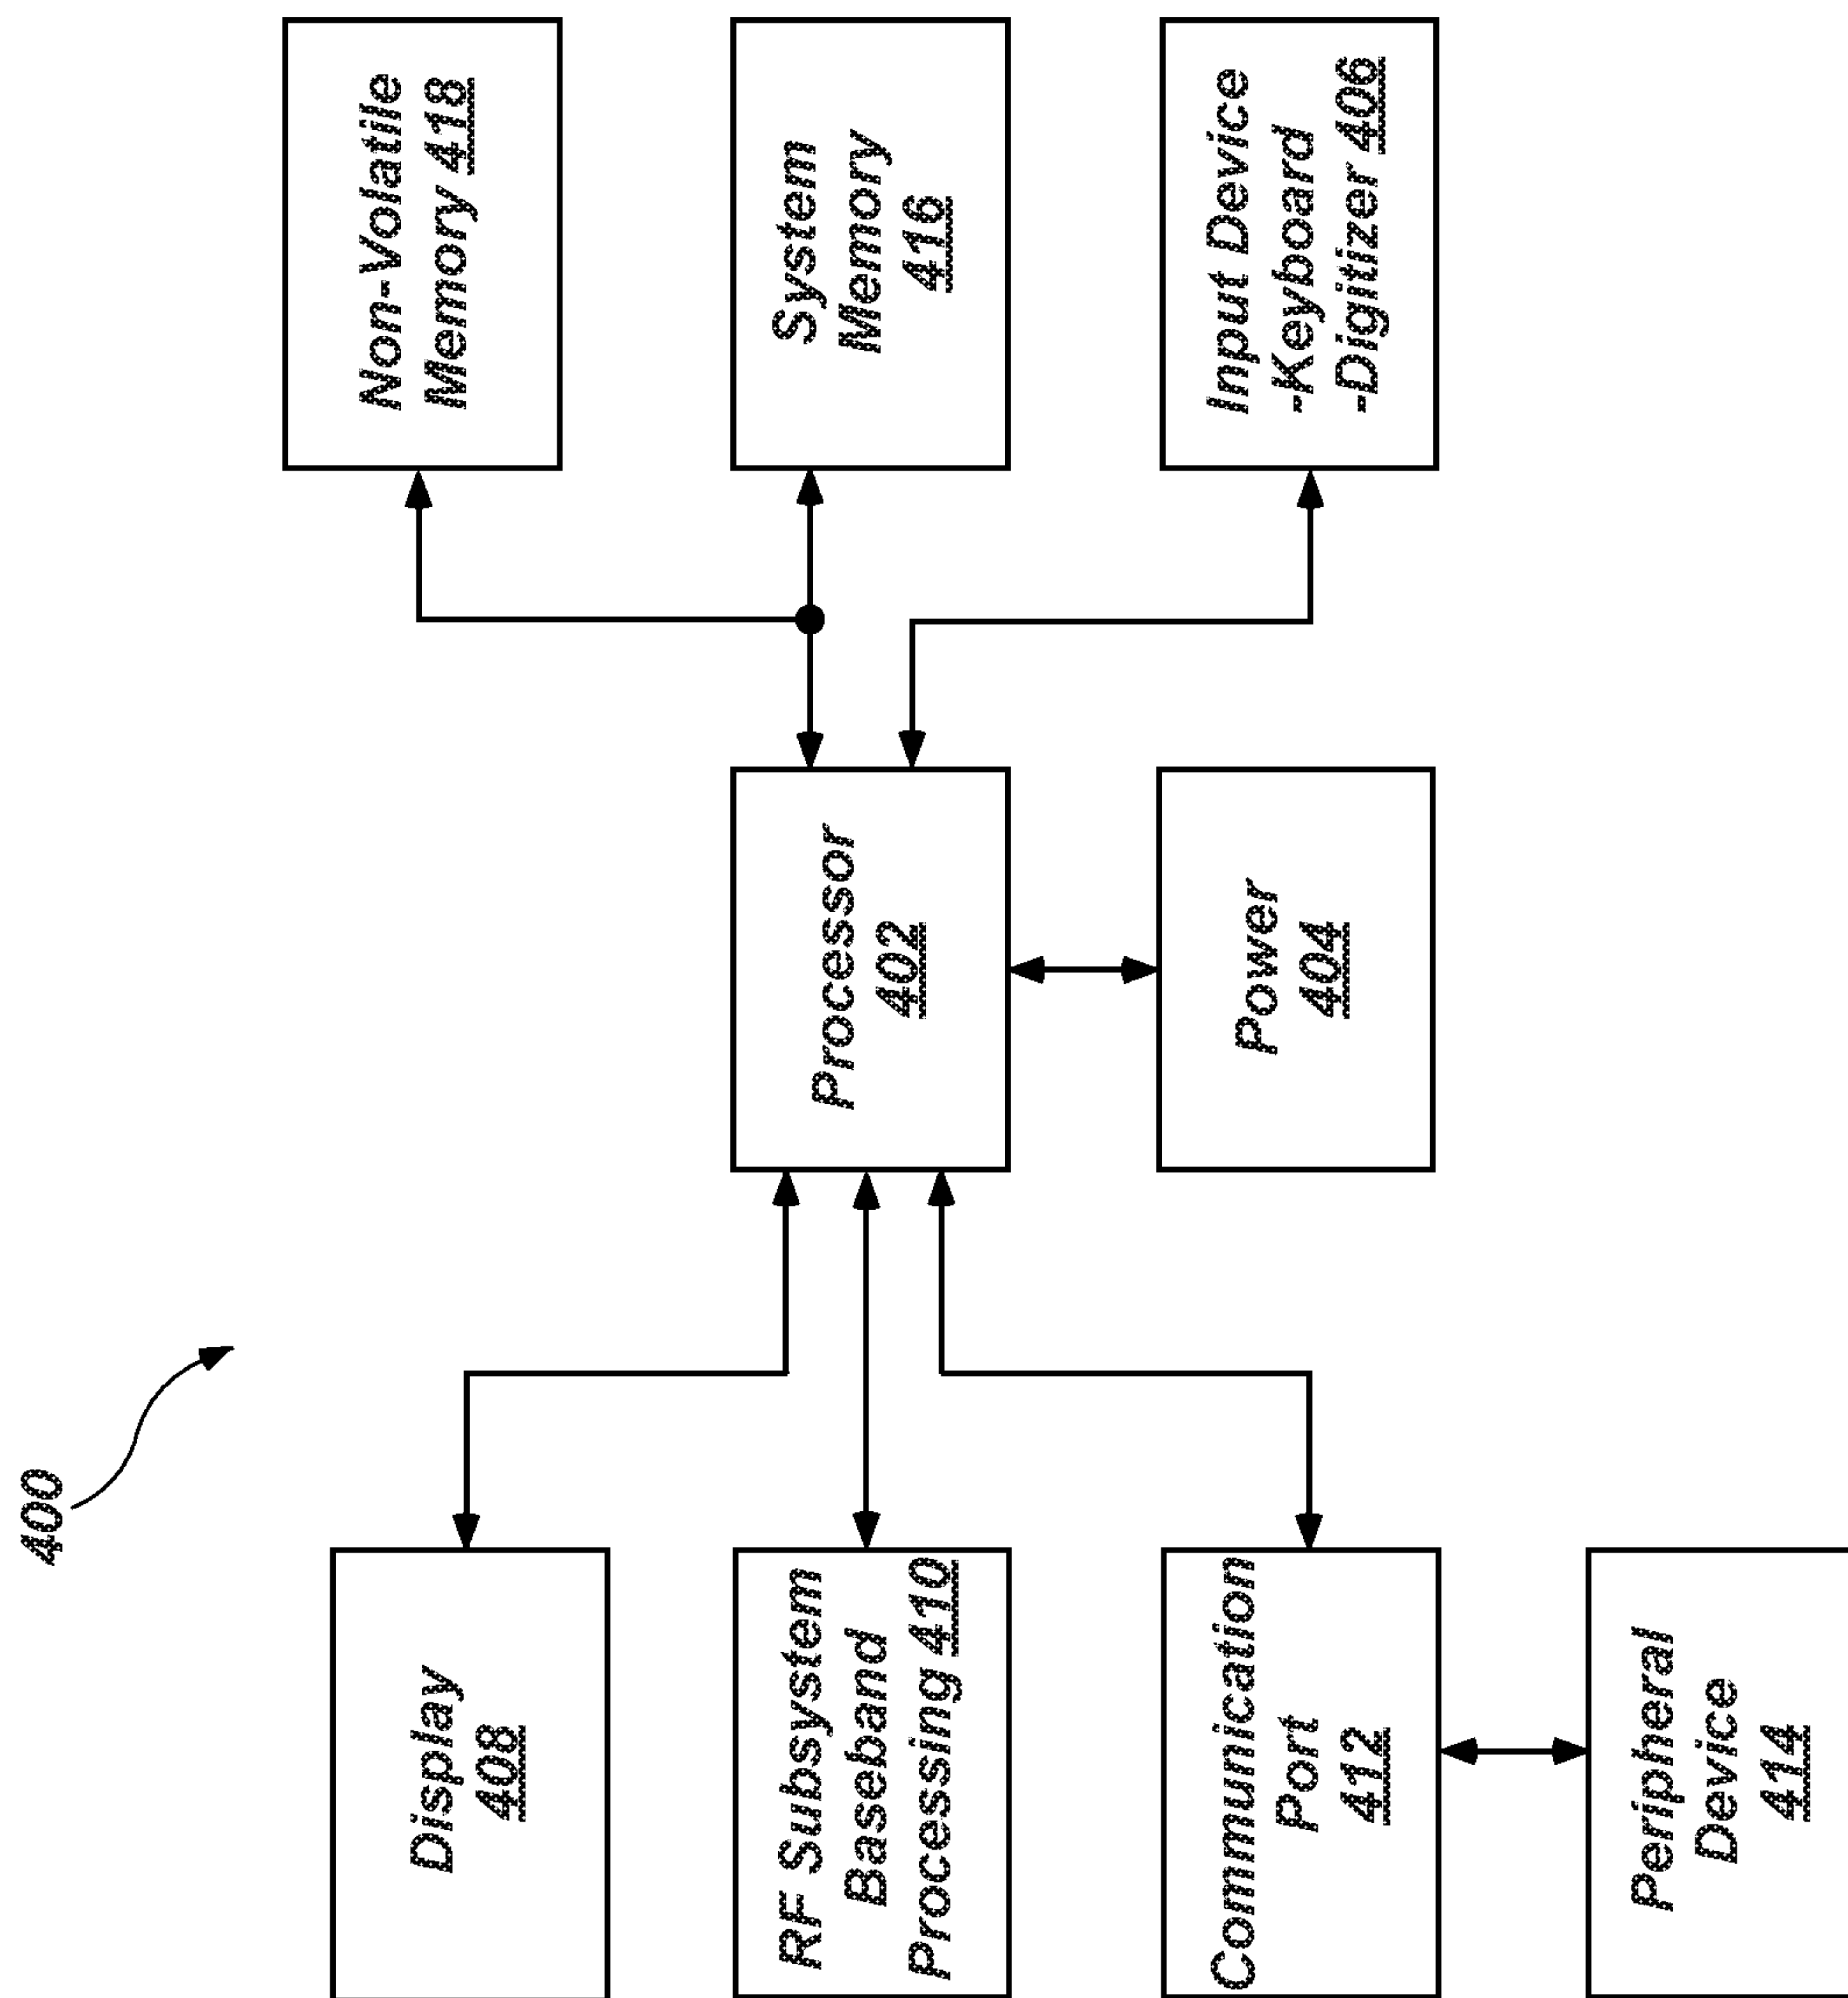 400
Display
408
RF Subsystem
Baseband
Processing 410
Communication
Port
412
Peripheral
Device
414
Processor
402
Power
404
Non-Volatile
Memory 418
System
Memory
416
Input Device
-Keyboard
-Digitizer 406